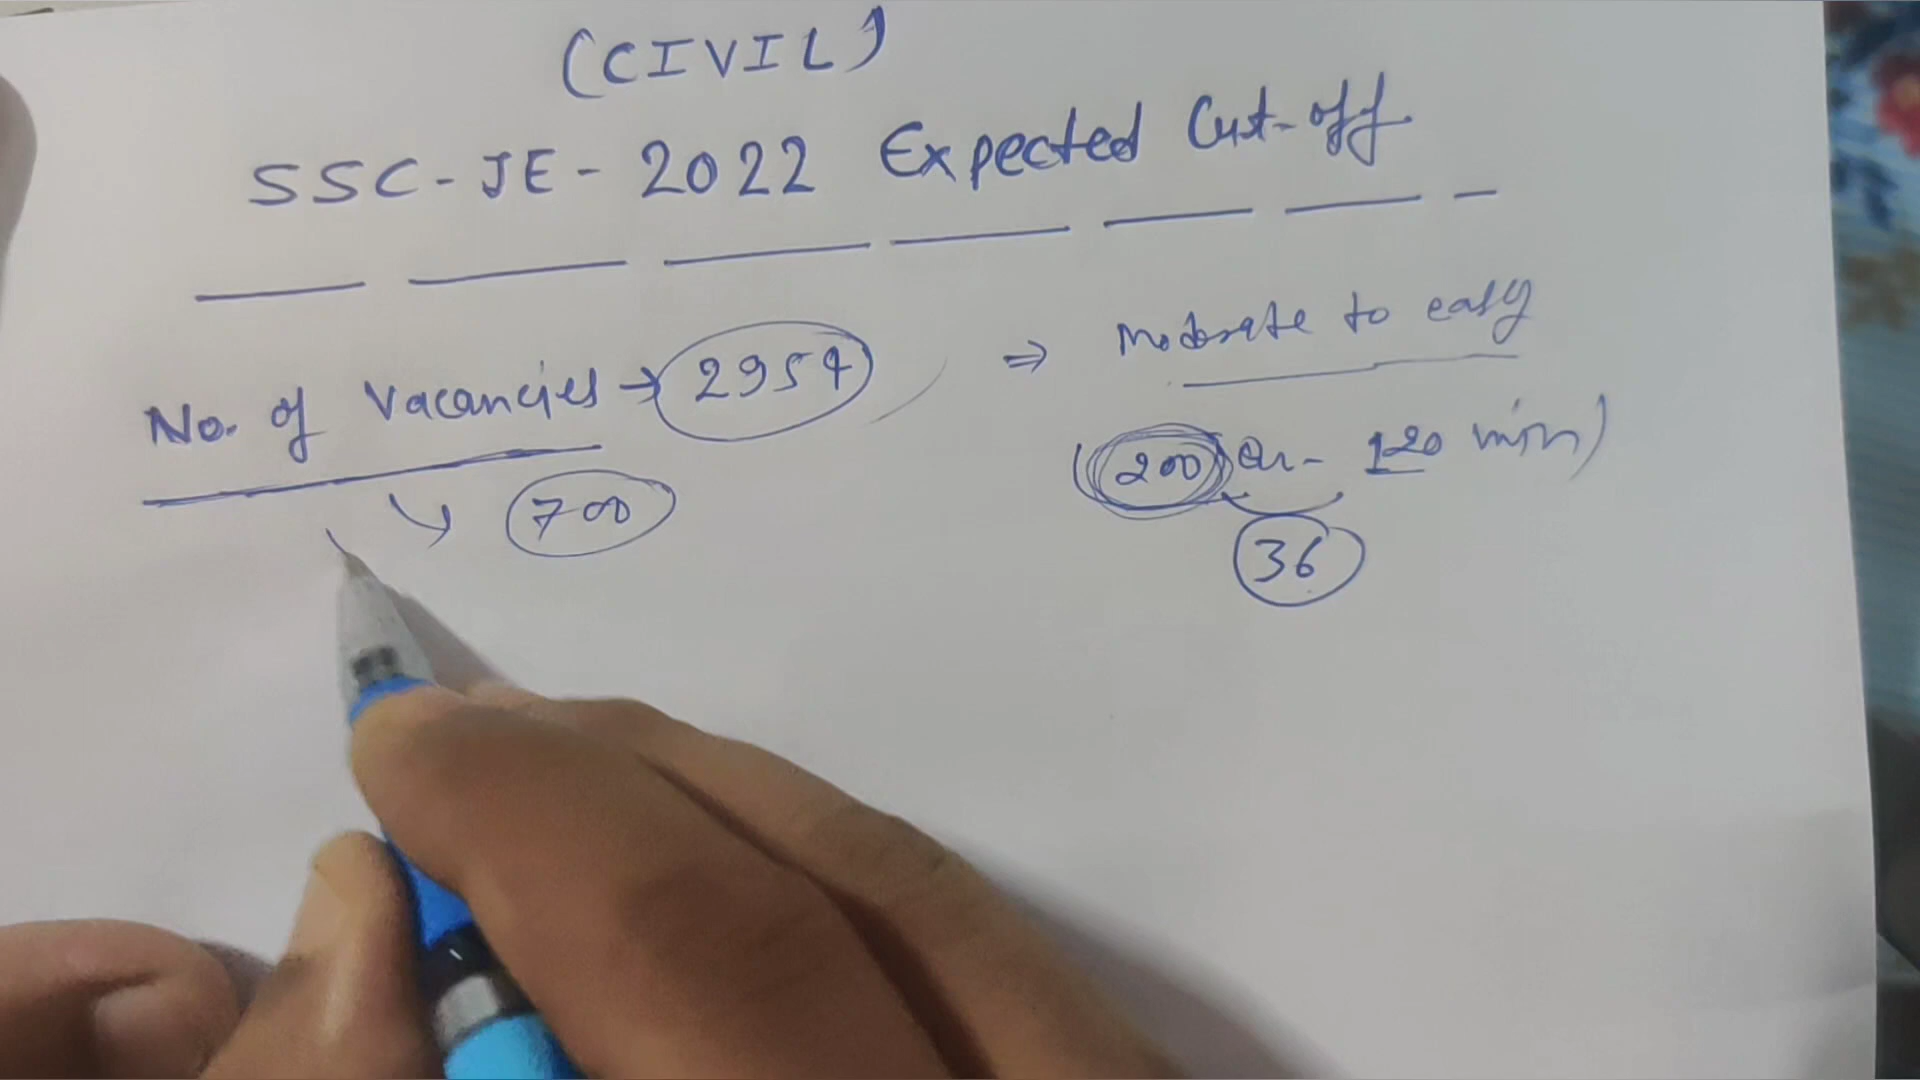 (CIVIL)
SSC-JE-2022 Expected Cut-off
No. of Vacancies → 2954
⇒ Moderate to easy
(200 Qu - 120 min)
700
36